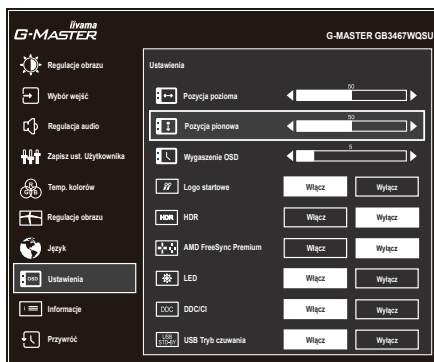 iiyama
G-MASTER
G-MASTER GB3467WQSU
Regulacje obrazu
Wybór wejść
Regulacja audio
Zapisz ust. Użytkownika
R
G B
Temp. kolorów
Regulacje obrazu
Język
OSD
Ustawienia
Informacje
Przywróć
Ustawienia
50
Pozycja pozioma
50
Pozycja pionowa
5
Wygaszenie OSD
Logo startowe Włącz Wyłącz
HDR HDR Włącz Wyłącz
AMD FreeSync Premium Włącz Wyłącz
LED Włącz Wyłącz
DDC DDC/CI Włącz Wyłącz
USB
STD-BY USB Tryb czuwania Włącz Wyłącz